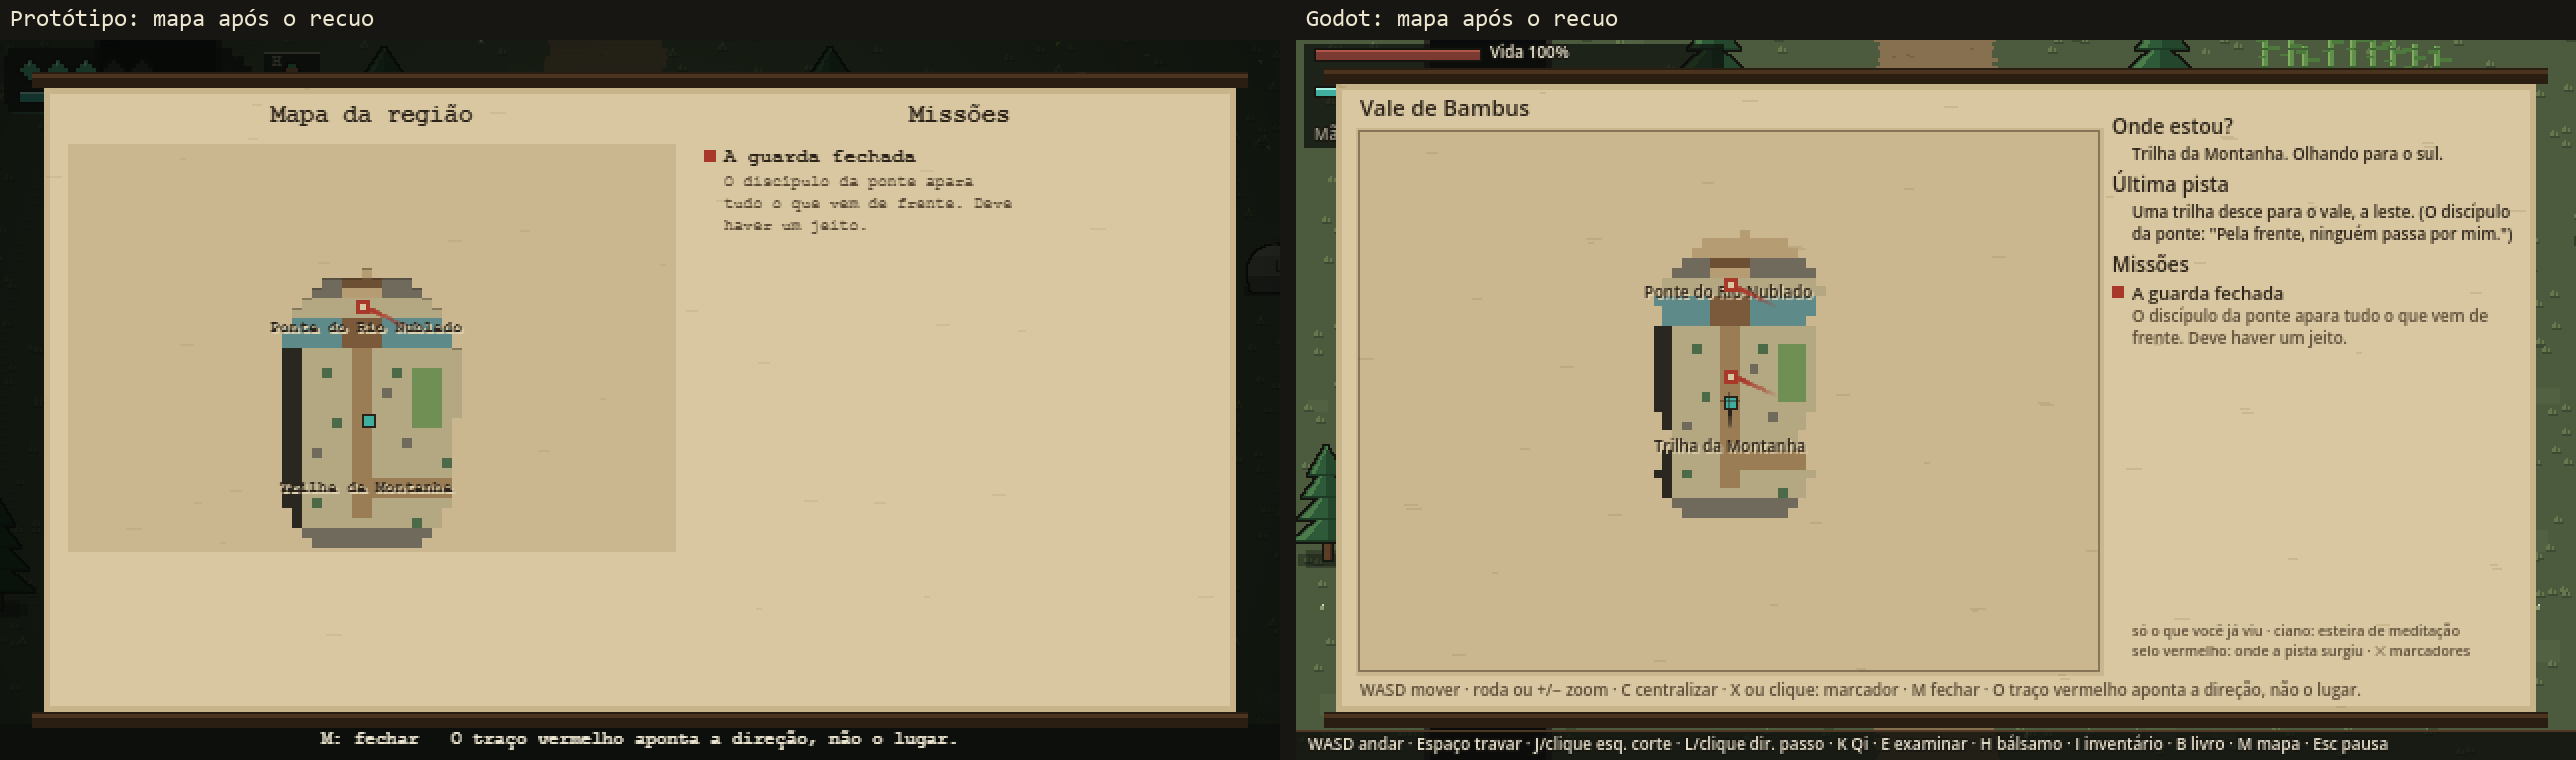 Protótipo: mapa após o recuo
H
Mapa da região
Ponte do Rio Nublado
Trilha da Montanha
Missões
A guarda fechada
O discípulo da ponte apara
tudo o que vem de frente. Deve
haver um jeito.
M: fechar   O traço vermelho aponta a direção, não o lugar.
Godot: mapa após o recuo
Vida 100%
Vale de Bambus
Ponte do Rio Nublado
Trilha da Montanha
Onde estou?
Trilha da Montanha. Olhando para o sul.
Última pista
Uma trilha desce para o vale, a leste. (O discípulo
da ponte: "Pela frente, ninguém passa por mim.")
Missões
A guarda fechada
O discípulo da ponte apara tudo o que vem de
frente. Deve haver um jeito.
só o que você já viu · ciano: esteira de meditação
selo vermelho: onde a pista surgiu · X marcadores
WASD mover · roda ou +/− zoom · C centralizar · X ou clique: marcador · M fechar · O traço vermelho aponta a direção, não o lugar.
WASD andar · Espaço travar · J/clique esq. corte · L/clique dir. passo · K Qi · E examinar · H bálsamo · I inventário · B livro · M mapa · Esc pausa